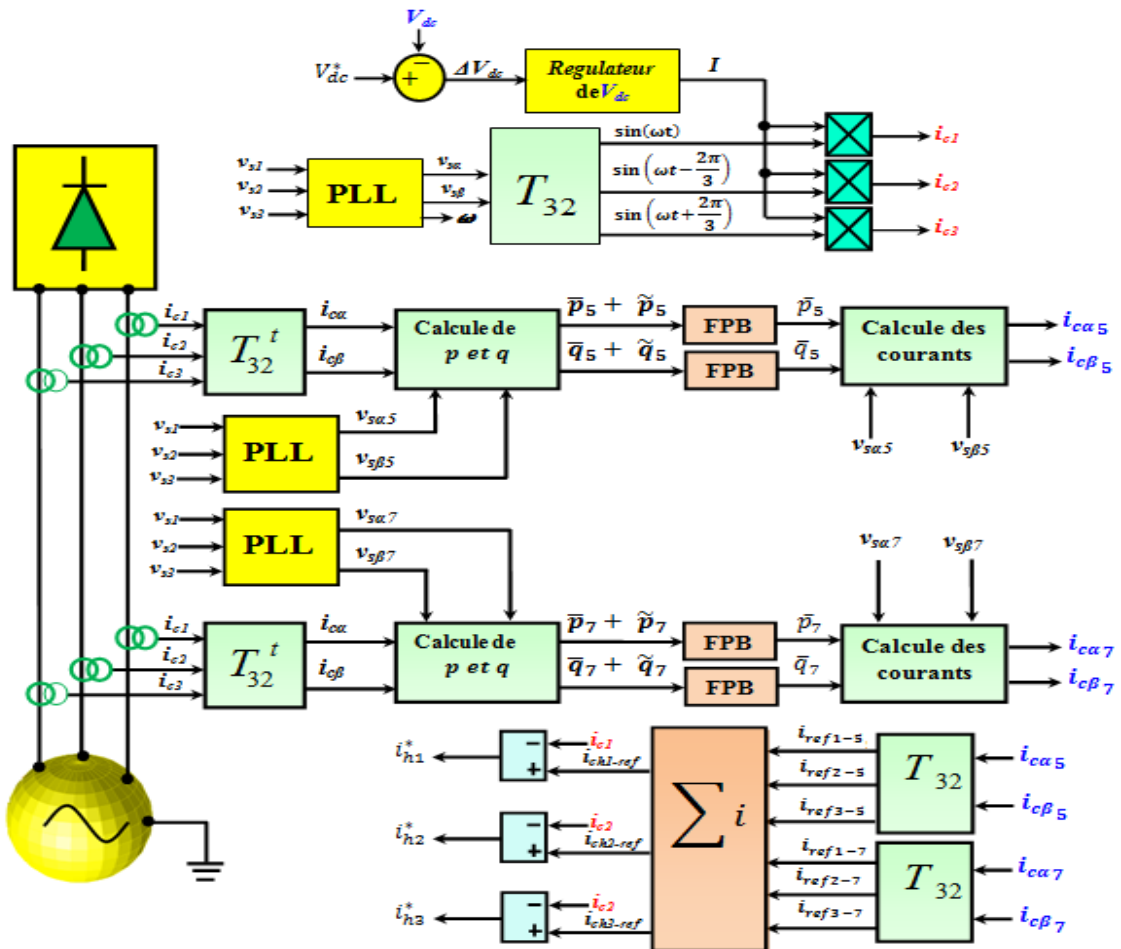 V_dc
V*_dc
+
−
ΔV_dc
Regulateur
de V_dc
I
v_s1
v_s2
v_s3
PLL
v_sα
v_sβ
ω
T_32
sin(ωt)
sin(ωt − 2π/3)
sin(ωt + 2π/3)
i_c1
i_c2
i_c3
i_c1
i_c2
i_c3
T_32^t
i_cα
i_cβ
Calcule de
p et q
p̅_5 + p̃_5
q̅_5 + q̃_5
FPB
FPB
p̅_5
q̅_5
Calcule des
courants
i_cα5
i_cβ5
v_sα5
v_sβ5
v_s1
v_s2
v_s3
PLL
v_sα5
v_sβ5
v_s1
v_s2
v_s3
PLL
v_sα7
v_sβ7
v_sα7
v_sβ7
i_c1
i_c2
i_c3
T_32^t
i_cα
i_cβ
Calcule de
p et q
p̅_7 + p̃_7
q̅_7 + q̃_7
FPB
FPB
p̅_7
q̅_7
Calcule des
courants
i_cα7
i_cβ7
i*_h1
−
+
i_c1
i_ch1-ref
i*_h2
−
+
i_c2
i_ch2-ref
i*_h3
−
+
i_c2
i_ch3-ref
∑ i
i_ref1−5
i_ref2−5
i_ref3−5
T_32
i_cα5
i_cβ5
i_ref1−7
i_ref2−7
i_ref3−7
T_32
i_cα7
i_cβ7